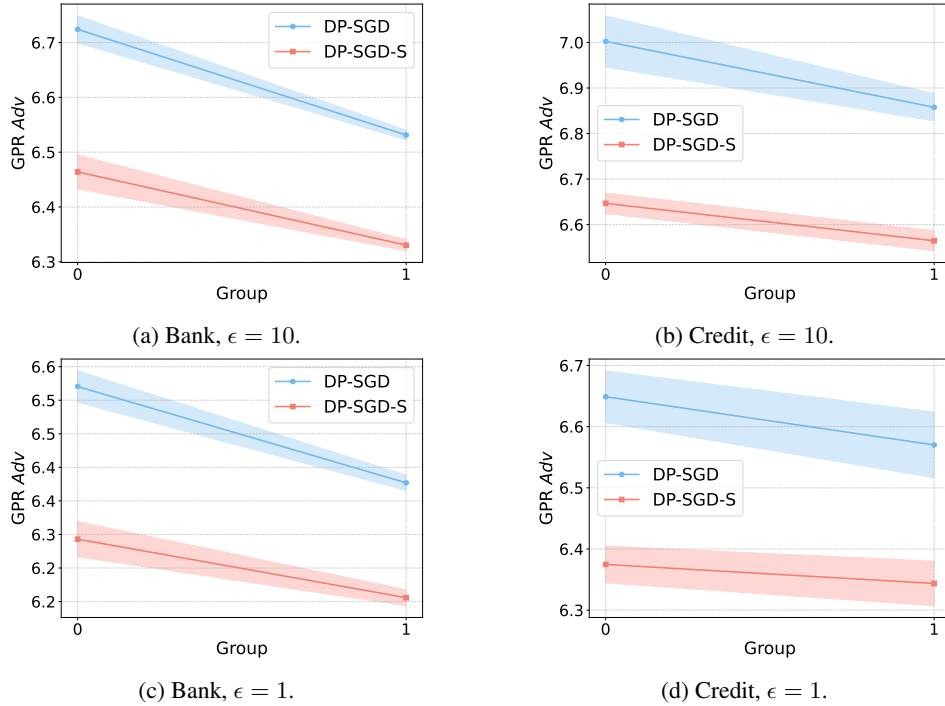 6.7
6.6
6.5
6.4
6.3
GPR Adv
DP-SGD
DP-SGD-S
0
1
Group
(a) Bank, ϵ = 10.
7.0
6.9
6.8
6.7
6.6
GPR Adv
DP-SGD
DP-SGD-S
0
1
Group
(b) Credit, ϵ = 10.
6.6
6.5
6.5
6.4
6.4
6.3
6.2
6.2
GPR Adv
DP-SGD
DP-SGD-S
0
1
Group
(c) Bank, ϵ = 1.
6.7
6.6
6.5
6.4
6.3
GPR Adv
DP-SGD
DP-SGD-S
0
1
Group
(d) Credit, ϵ = 1.